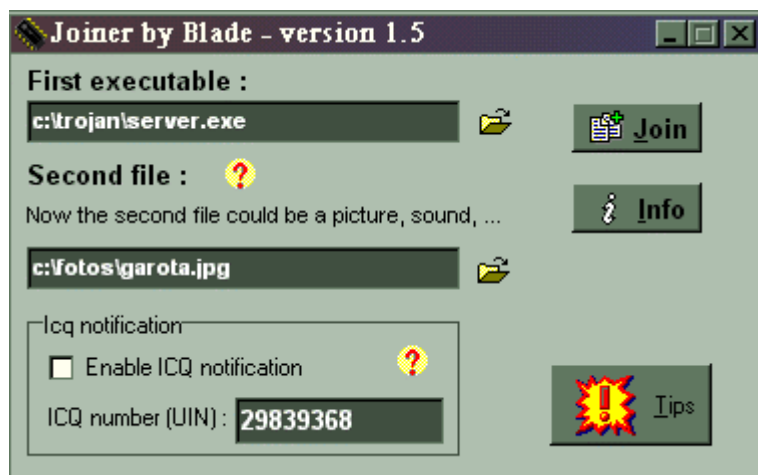 Joiner by Blade - version 1.5
First executable :
c:\trojan\server.exe
Join
Second file :
Info
Now the second file could be a picture, sound, ...
c:\fotos\garota.jpg
Icq notification
Enable ICQ notification
ICQ number (UIN) : 29839368
Tips